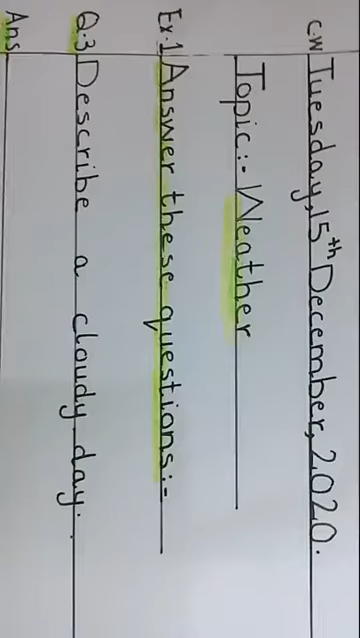 C.W Tuesday, 15th December, 2020.
Topic:- Weather
Ex.1 Answer these questions:-
Q.3 Describe a cloudy day.
Ans